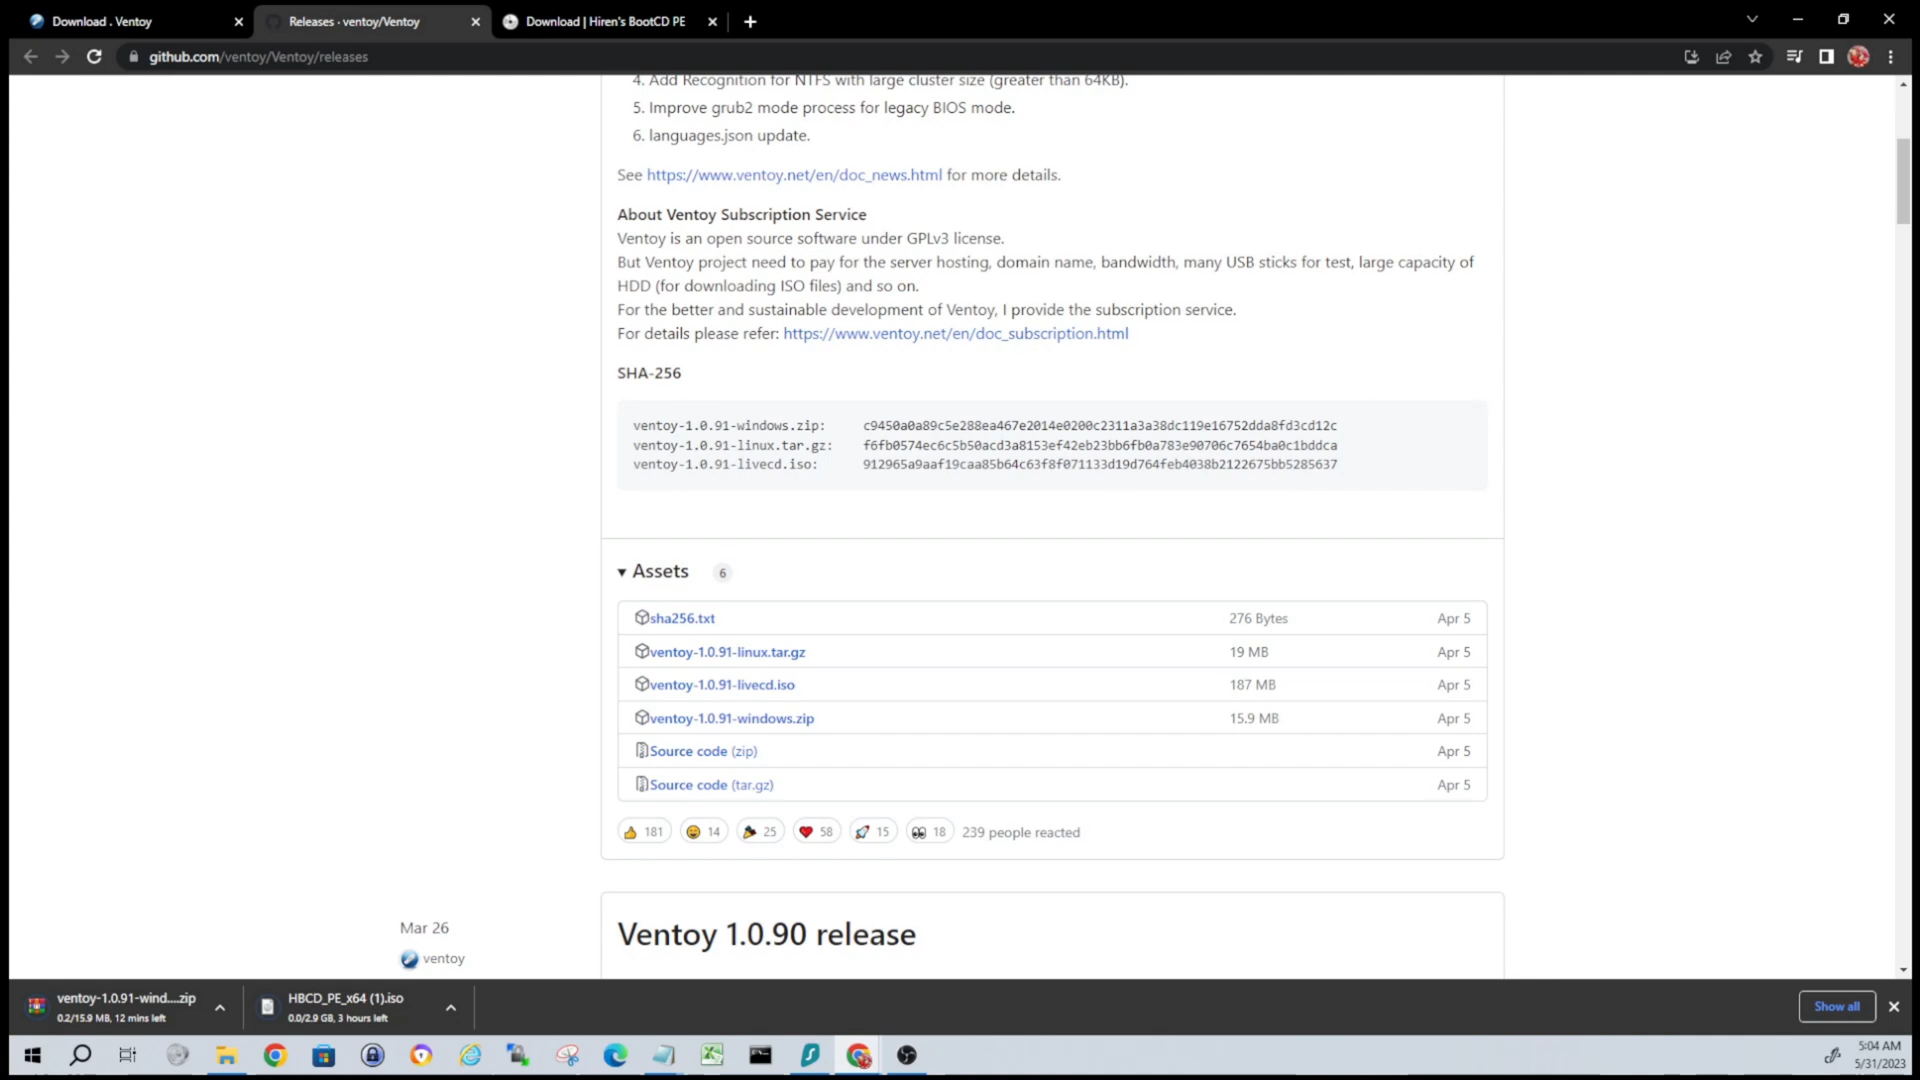 Download . Ventoy
Releases · ventoy/Ventoy
Download | Hiren's BootCD PE
github.com/ventoy/Ventoy/releases
4. Add Recognition for NTFS with large cluster size (greater than 64KB).
5. Improve grub2 mode process for legacy BIOS mode.
6. languages.json update.
See https://www.ventoy.net/en/doc_news.html for more details.
About Ventoy Subscription Service
Ventoy is an open source software under GPLv3 license.
But Ventoy project need to pay for the server hosting, domain name, bandwidth, many USB sticks for test, large capacity of
HDD (for downloading ISO files) and so on.
For the better and sustainable development of Ventoy, I provide the subscription service.
For details please refer: https://www.ventoy.net/en/doc_subscription.html
SHA-256
ventoy-1.0.91-windows.zip: c9450a0a89c5e288ea467e2014e0200c2311a3a38dc119e16752dda8fd3cd12c
ventoy-1.0.91-linux.tar.gz: f6fb0574ec6c5b50acd3a8153ef42eb23bb6fb0a783e90706c7654ba0c1bddca
ventoy-1.0.91-livecd.iso: 912965a9aaf19caa85b64c63f8f071133d19d764feb4038b2122675bb5285637
Assets 6
sha256.txt 276 Bytes Apr 5
ventoy-1.0.91-linux.tar.gz 19 MB Apr 5
ventoy-1.0.91-livecd.iso 187 MB Apr 5
ventoy-1.0.91-windows.zip 15.9 MB Apr 5
Source code (zip) Apr 5
Source code (tar.gz) Apr 5
181 14 25 58 15 18 239 people reacted
Mar 26
ventoy
Ventoy 1.0.90 release
ventoy-1.0.91-wind....zip
0.2/15.9 MB, 12 mins left
HBCD_PE_x64 (1).iso
0.0/2.9 GB, 3 hours left
Show all
5:04 AM
5/31/2023